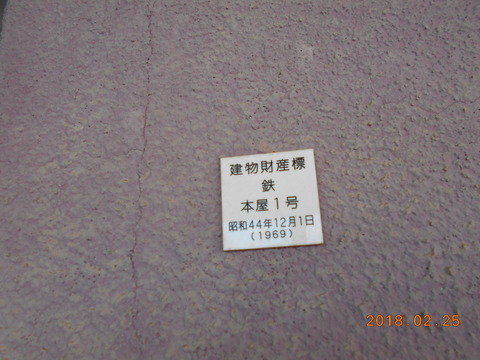 建物財産標
鉄
本屋1号
昭和44年12月1日
(1969)
2018.02.25